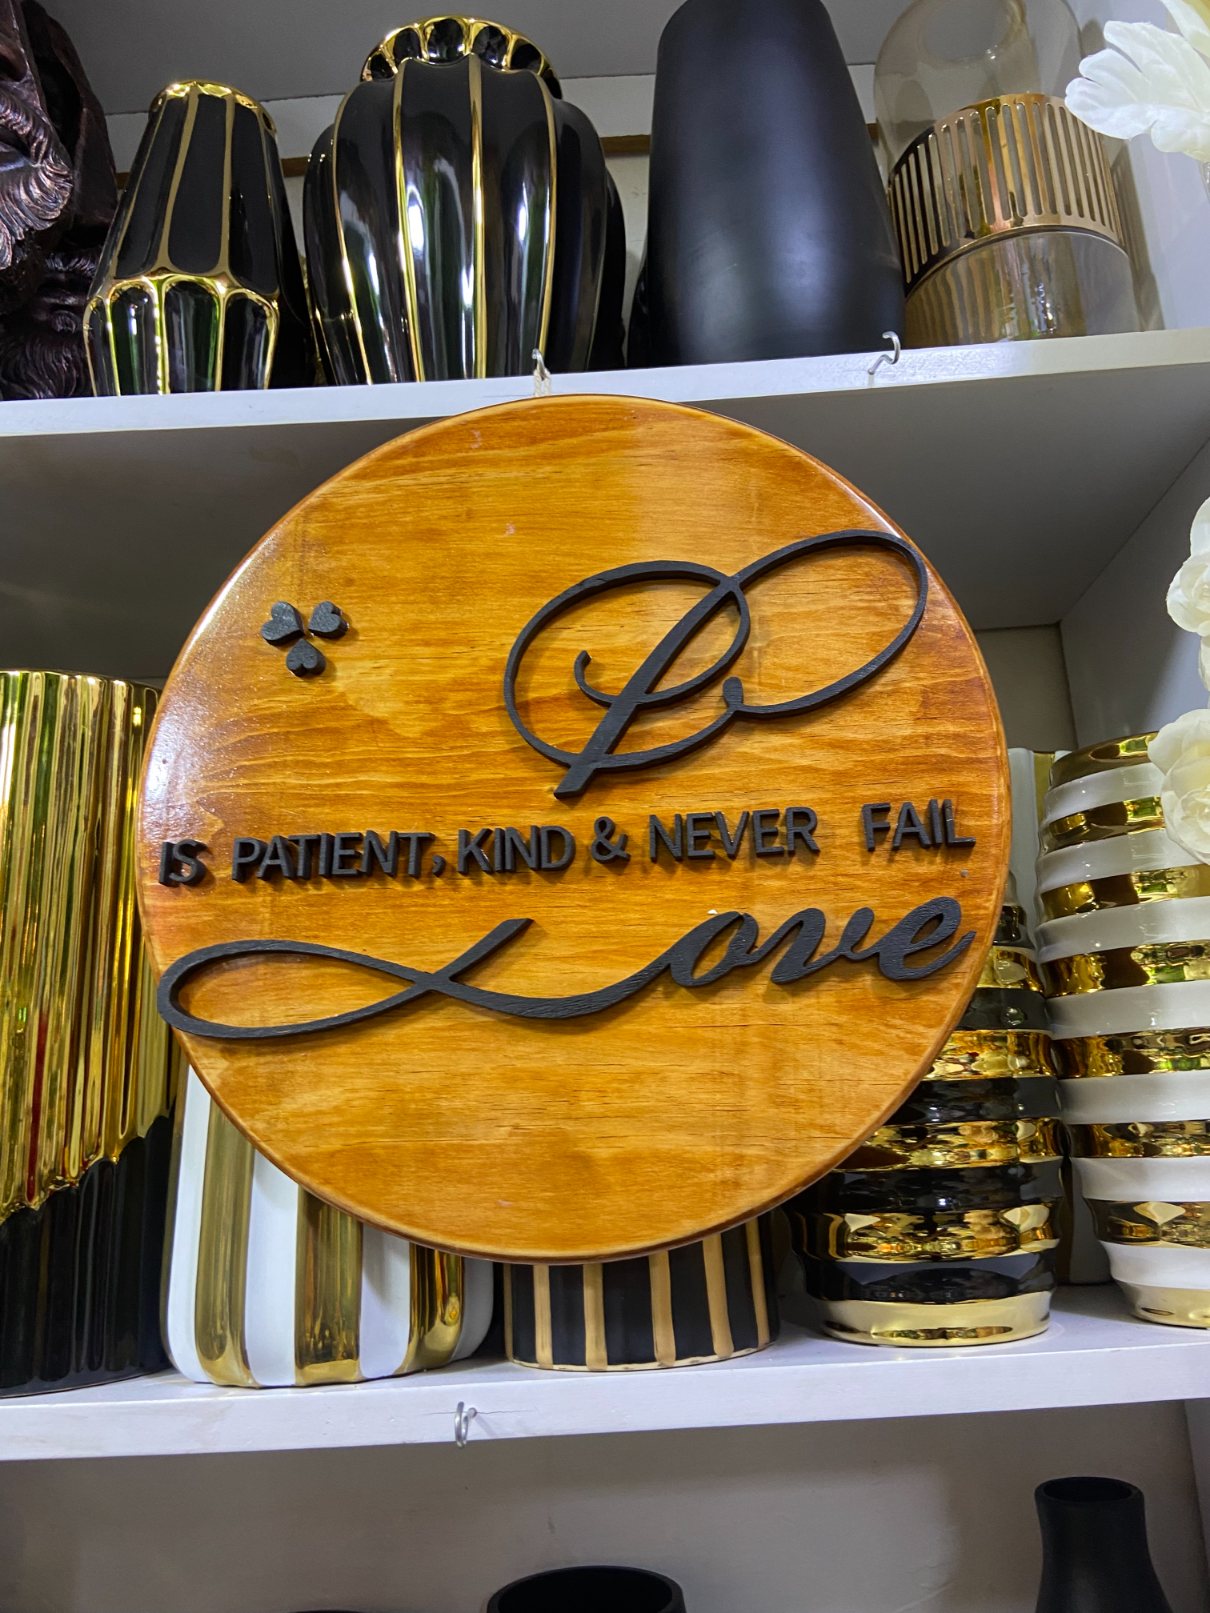 P
IS PATIENT, KIND & NEVER FAIL
Love